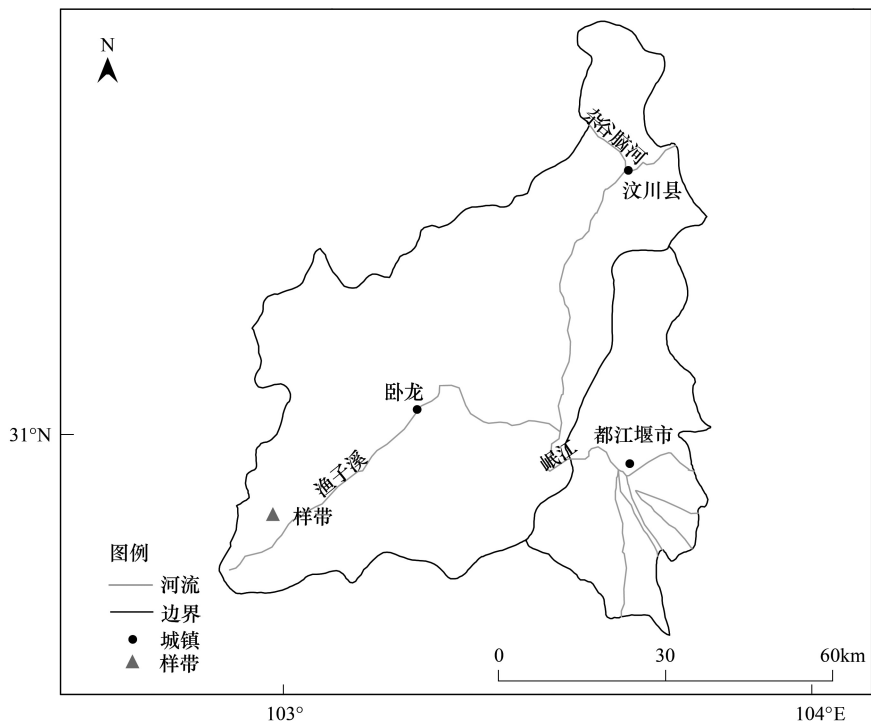 N
杂谷脑河
汶川县
卧龙
31°N
都江堰市
岷江
渔子溪
样带
图例
河流
边界
城镇
样带
0
30
60km
103°
104°E